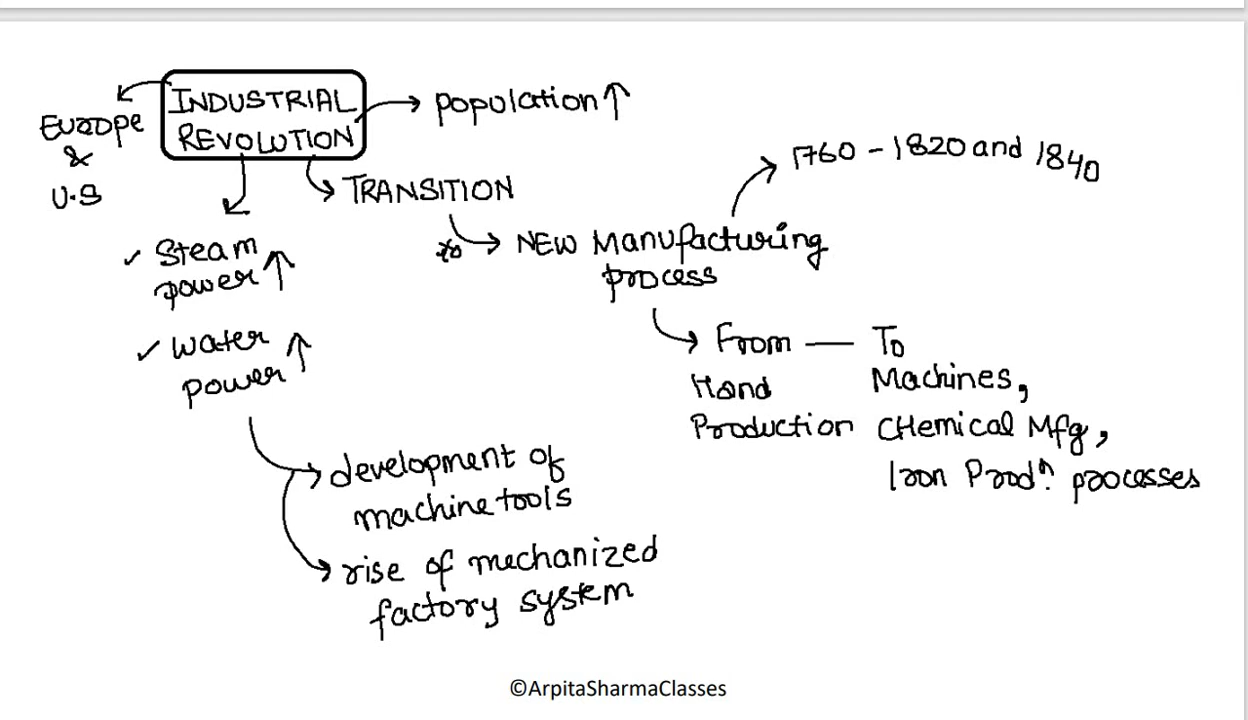 INDUSTRIAL
REVOLUTION
Europe
&
U.S
population↑
TRANSITION
to → NEW Manufacturing
process
1760 - 1820 and 1840
From — To
Hand
Production
Machines,
CHemical Mfg,
Iron Prodⁿ. processes
✓ Steam
power ↑
✓ water
power ↑
development of
machine tools
rise of mechanized
factory system
©ArpitaSharmaClasses